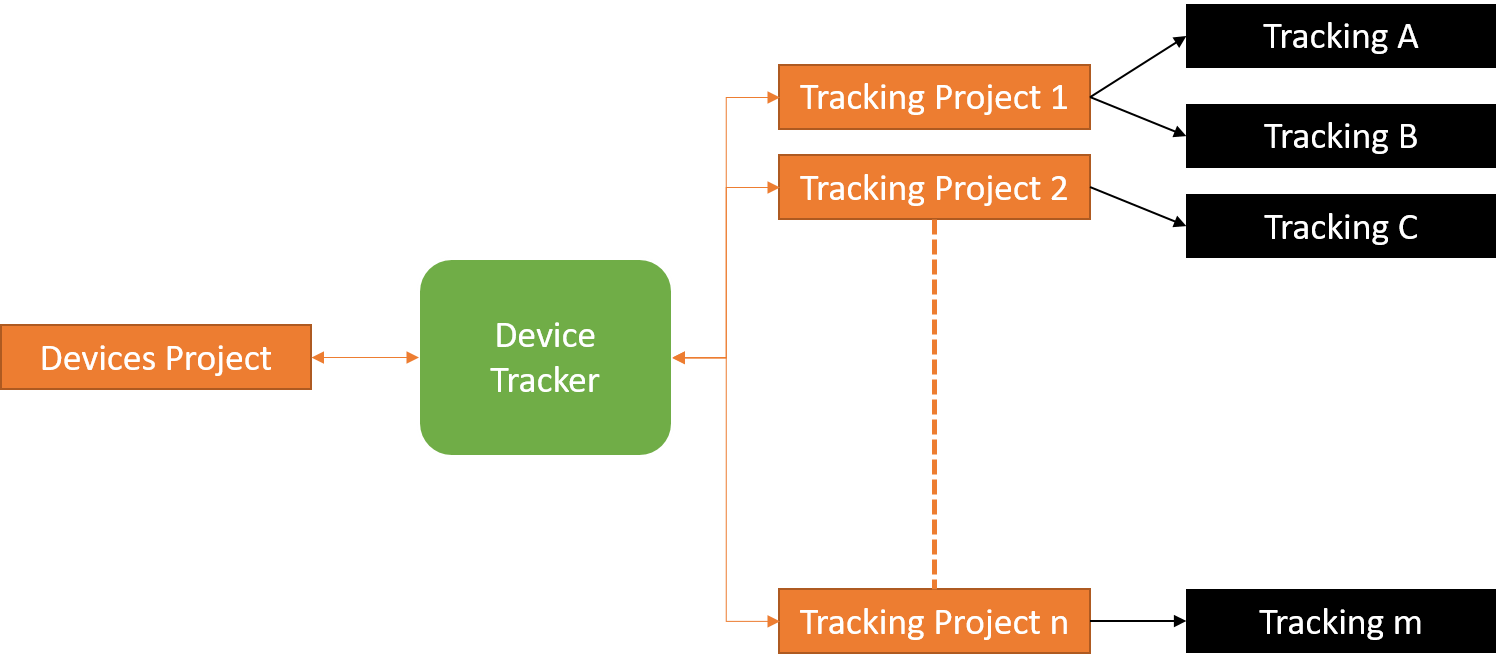 Tracking A
Tracking Project 1
Tracking B
Tracking Project 2
Tracking C
Devices Project
Device
Tracker
Tracking Project n
Tracking m